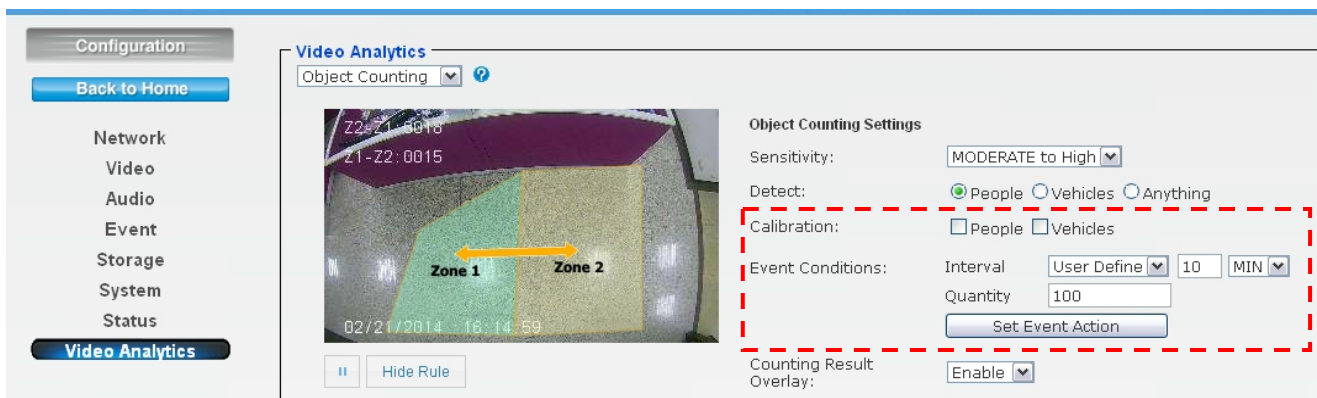 Configuration
Back to Home
Network
Video
Audio
Event
Storage
System
Status
Video Analytics
Video Analytics
Object Counting
Z2-Z1:0018
Z1-Z2:0015
Zone 1
Zone 2
02/21/2014 16:14:59
Hide Rule
Object Counting Settings
Sensitivity: MODERATE to High
Detect: People Vehicles Anything
Calibration: People Vehicles
Event Conditions: Interval User Define 10 MIN
Quantity 100
Set Event Action
Counting Result Overlay: Enable